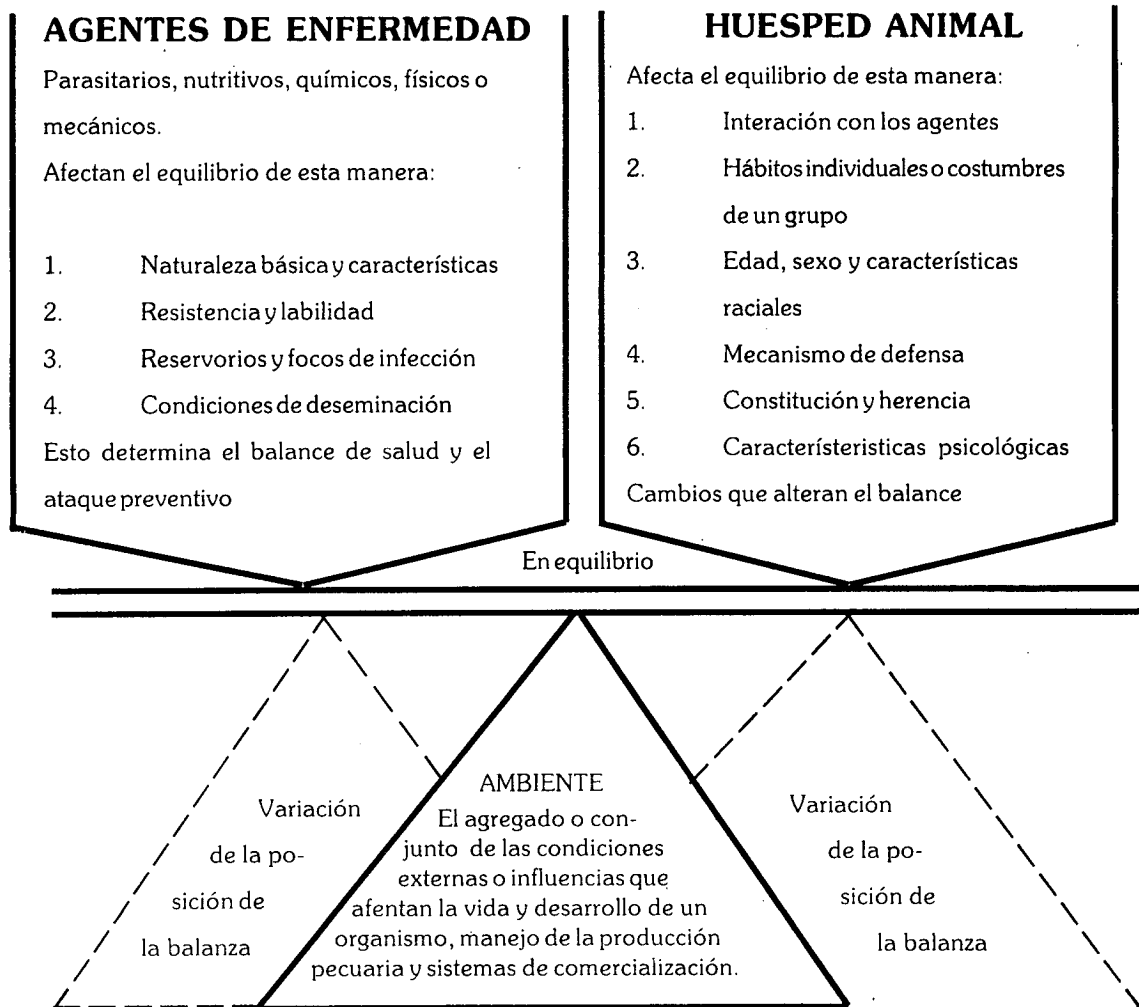 AGENTES DE ENFERMEDAD
Parasitarios, nutritivos, químicos, físicos o
mecánicos.
Afectan el equilibrio de esta manera:
1. Naturaleza básica y características
2. Resistencia y labilidad
3. Reservorios y focos de infección
4. Condiciones de deseminación
Esto determina el balance de salud y el
ataque preventivo
HUESPED ANIMAL
Afecta el equilibrio de esta manera:
1. Interación con los agentes
2. Hábitos individuales o costumbres
de un grupo
3. Edad, sexo y características
raciales
4. Mecanismo de defensa
5. Constitución y herencia
6. Característeristicas psicológicas
Cambios que alteran el balance
En equilibrio
Variación
de la po-
sición de
la balanza
AMBIENTE
El agregado o con-
junto de las condiciones
externas o influencias que
afentan la vida y desarrollo de un
organismo, manejo de la producción
pecuaria y sistemas de comercialización.
Variación
de la po-
sición de
la balanza